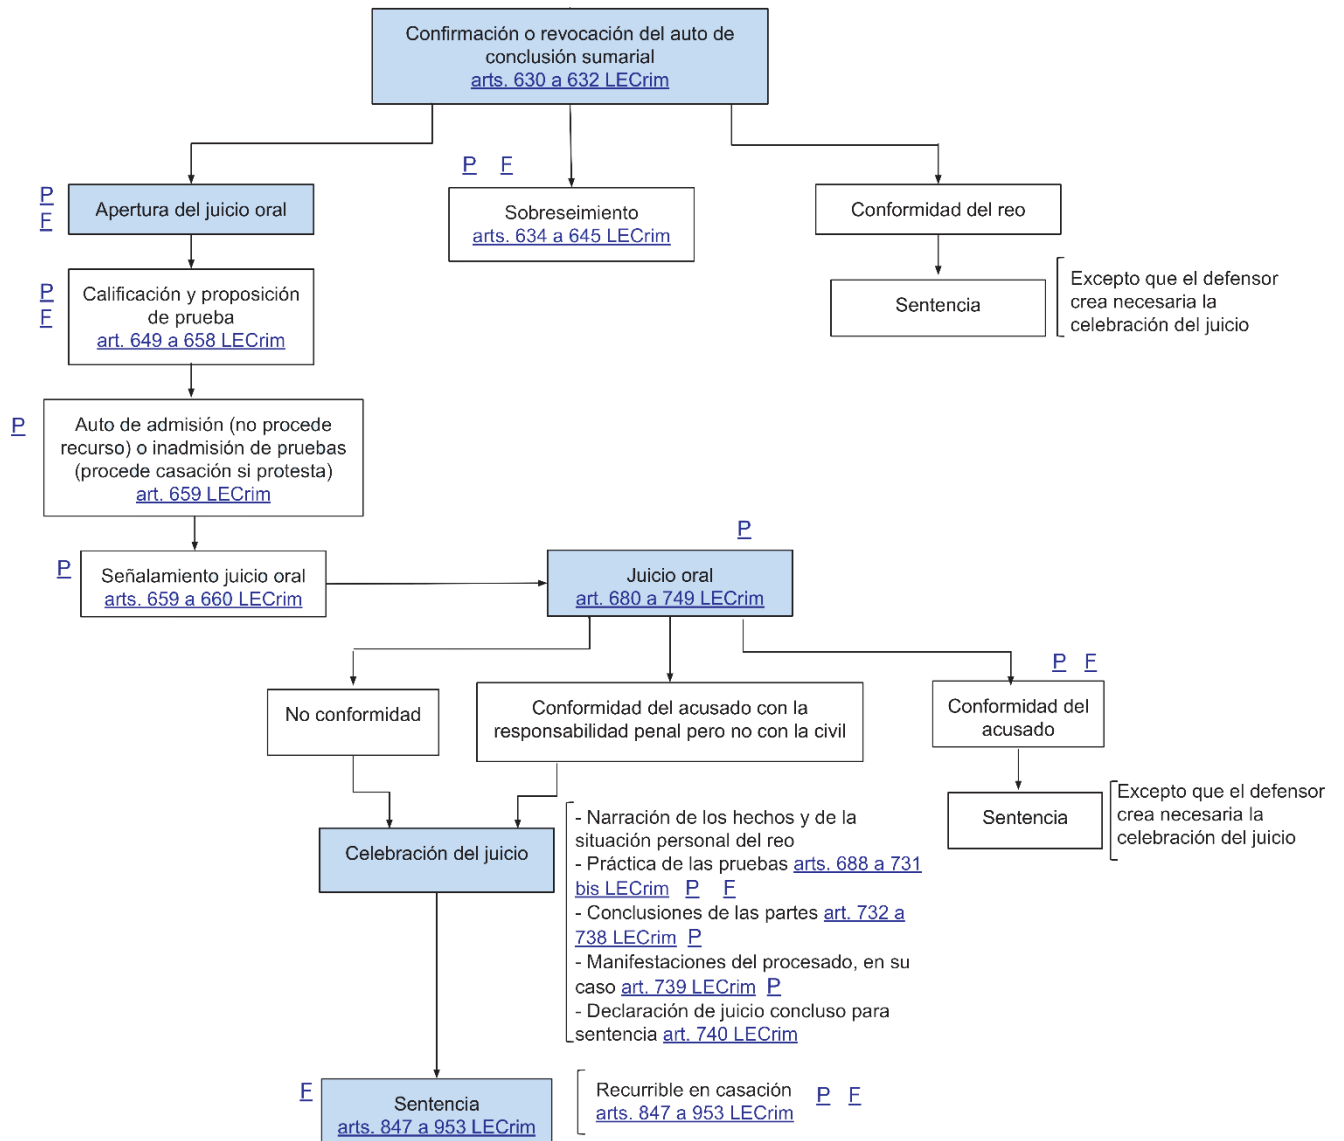 Confirmación o revocación del auto de
conclusión sumarial
arts. 630 a 632 LECrim
P
F
Apertura del juicio oral
P F
Sobreseimiento
arts. 634 a 645 LECrim
Conformidad del reo
P
F
Calificación y proposición
de prueba
art. 649 a 658 LECrim
Sentencia
Excepto que el defensor
crea necesaria la
celebración del juicio
P
Auto de admisión (no procede
recurso) o inadmisión de pruebas
(procede casación si protesta)
art. 659 LECrim
P
Señalamiento juicio oral
arts. 659 a 660 LECrim
P
Juicio oral
art. 680 a 749 LECrim
No conformidad
Conformidad del acusado con la
responsabilidad penal pero no con la civil
P F
Conformidad del
acusado
Sentencia
Excepto que el defensor
crea necesaria la
celebración del juicio
Celebración del juicio
- Narración de los hechos y de la
situación personal del reo
- Práctica de las pruebas arts. 688 a 731
bis LECrim P F
- Conclusiones de las partes art. 732 a
738 LECrim P
- Manifestaciones del procesado, en su
caso art. 739 LECrim P
- Declaración de juicio concluso para
sentencia art. 740 LECrim
F
Sentencia
arts. 847 a 953 LECrim
Recurrible en casación
arts. 847 a 953 LECrim
P F